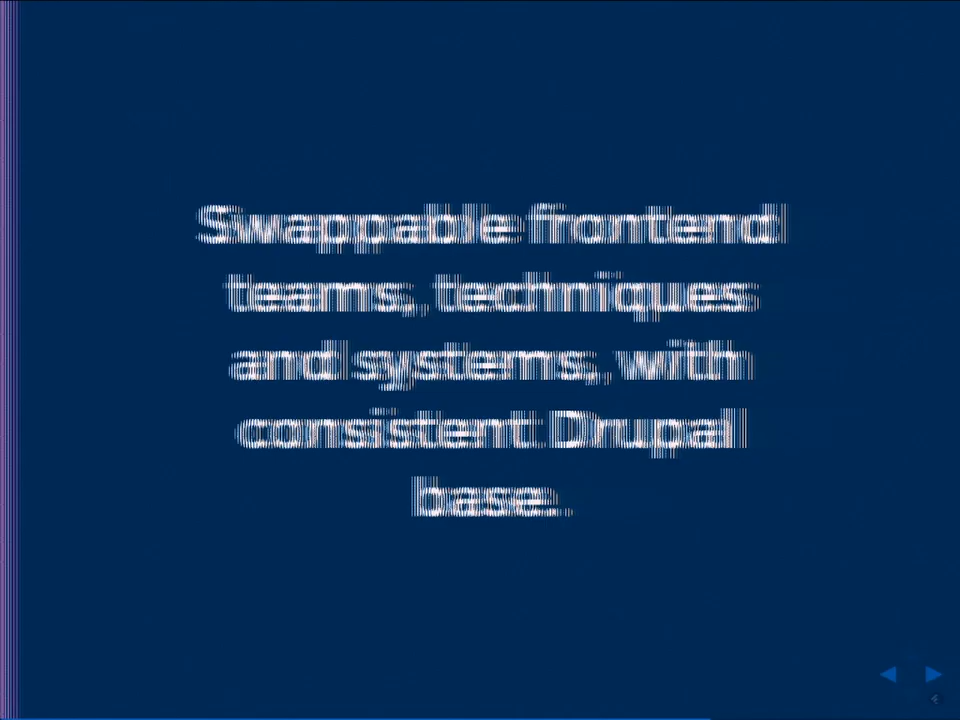 Swappable frontend
teams, techniques
and systems, with
consistent Drupal
base.